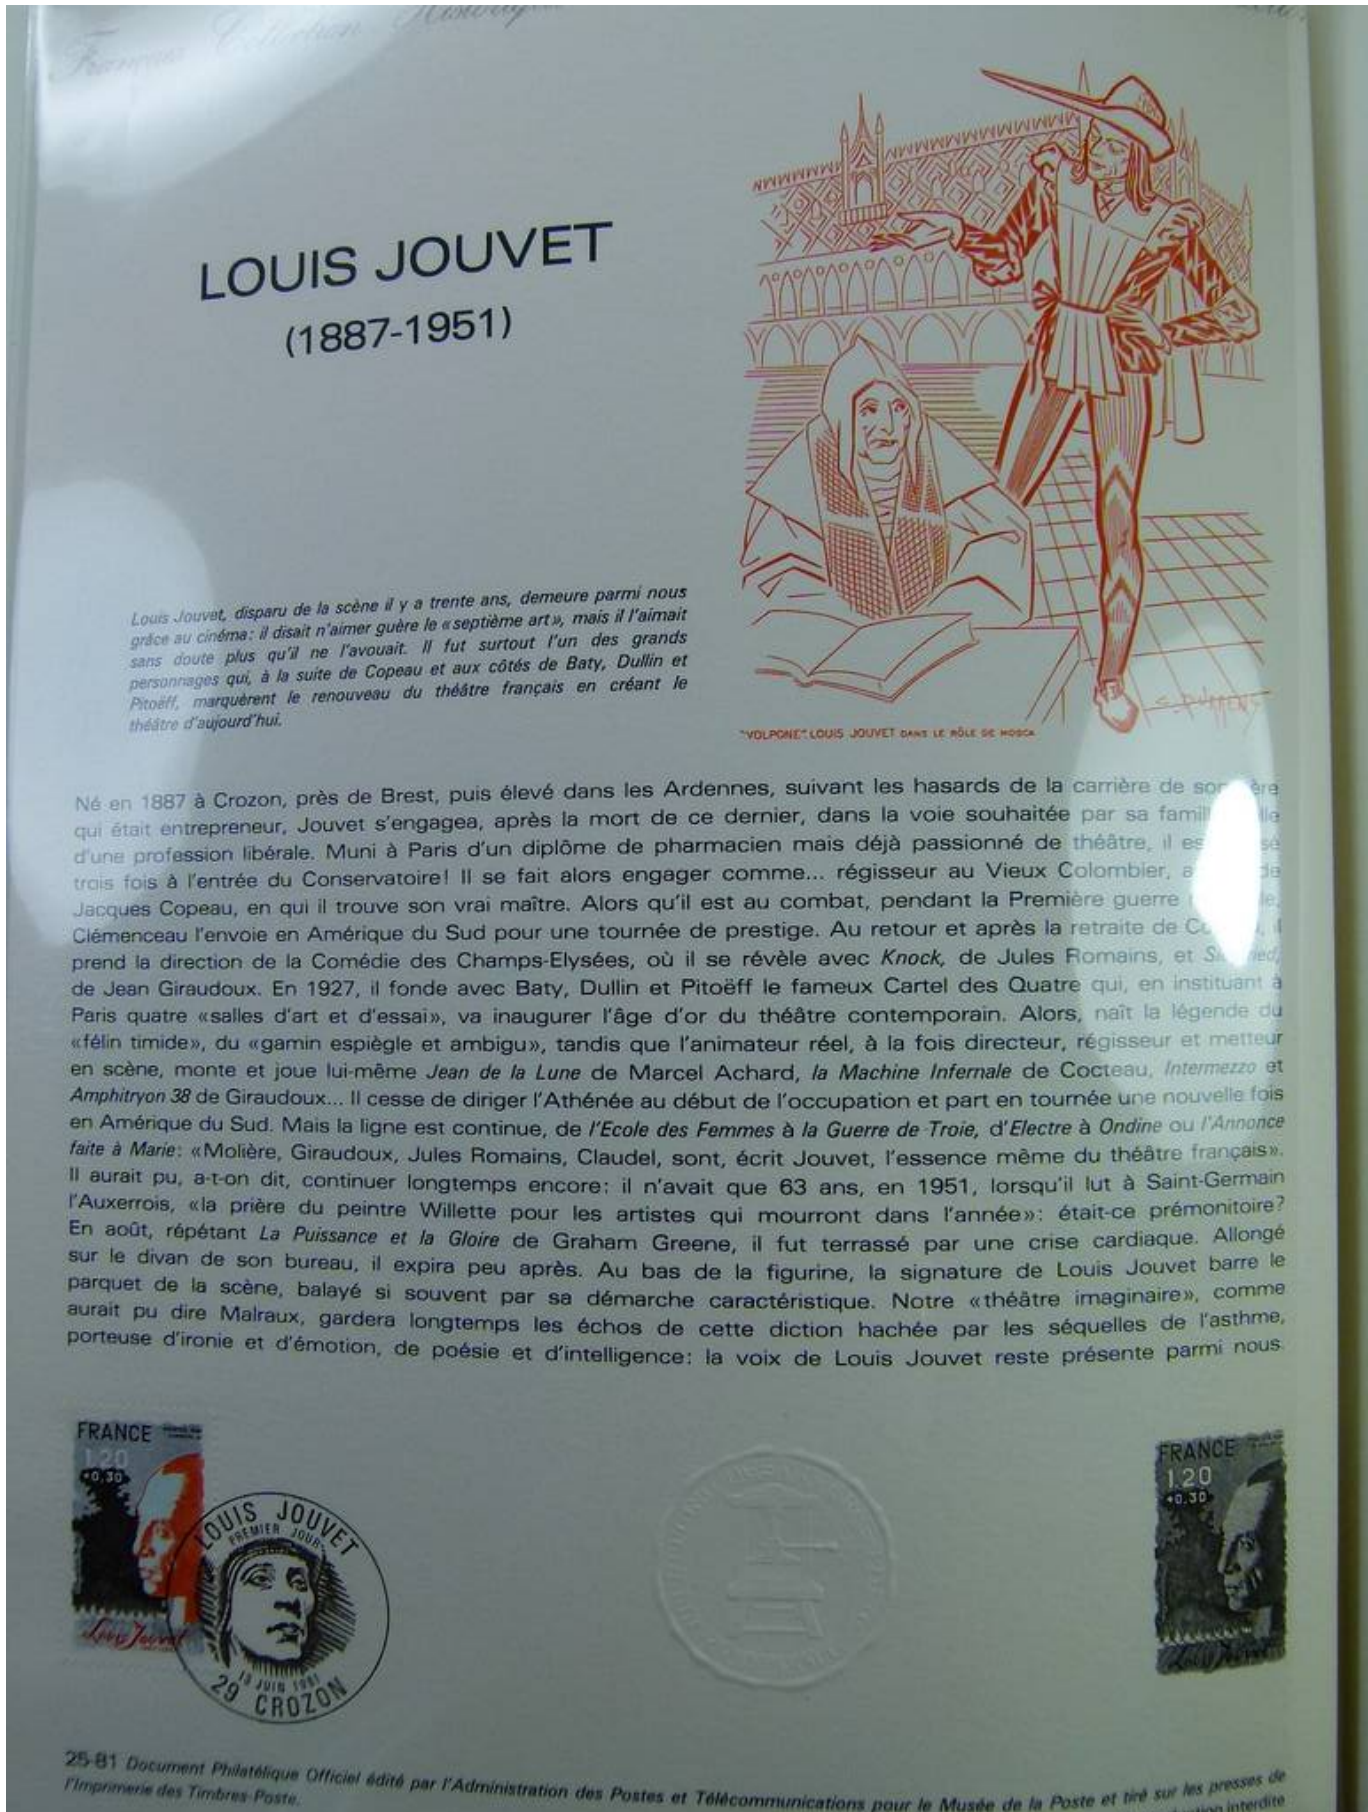 Française Collection Historique
LOUIS JOUVET
(1887-1951)
Louis Jouvet, disparu de la scène il y a trente ans, demeure parmi nous
grâce au cinéma: il disait n'aimer guère le «septième art», mais il l'aimait
sans doute plus qu'il ne l'avouait. Il fut surtout l'un des grands
personnages qui, à la suite de Copeau et aux côtés de Baty, Dullin et
Pitoëff, marquèrent le renouveau du théâtre français en créant le
théâtre d'aujourd'hui.
"VOLPONE". LOUIS JOUVET DANS LE RÔLE DE MOSCA
Né en 1887 à Crozon, près de Brest, puis élevé dans les Ardennes, suivant les hasards de la carrière de
qui était entrepreneur, Jouvet s'engagea, après la mort de ce dernier, dans la voie souhaitée par sa
d'une profession libérale. Muni à Paris d'un diplôme de pharmacien mais déjà passionné de théâtre, il
trois fois à l'entrée du Conservatoire! Il se fait alors engager comme... régisseur au Vieux Colombier, de
Jacques Copeau, en qui il trouve son vrai maître. Alors qu'il est au combat, pendant la Première guerre
Clémenceau l'envoie en Amérique du Sud pour une tournée de prestige. Au retour et après la retraite de il
prend la direction de la Comédie des Champs-Elysées, où il se révèle avec Knock, de Jules Romains, et
de Jean Giraudoux. En 1927, il fonde avec Baty, Dullin et Pitoëff le fameux Cartel des Quatre qui, en instituant à
Paris quatre «salles d'art et d'essai», va inaugurer l'âge d'or du théâtre contemporain. Alors, naît la légende du
«félin timide», du «gamin espiègle et ambigu», tandis que l'animateur réel, à la fois directeur, régisseur et metteur
en scène, monte et joue lui-même Jean de la Lune de Marcel Achard, la Machine Infernale de Cocteau, Intermezzo et
Amphitryon 38 de Giraudoux... Il cesse de diriger l'Athénée au début de l'occupation et part en tournée une nouvelle fois
en Amérique du Sud. Mais la ligne est continue, de l'Ecole des Femmes à la Guerre de Troie, d'Electre à Ondine ou l'Annonce
faite à Marie: «Molière, Giraudoux, Jules Romains, Claudel, sont, écrit Jouvet, l'essence même du théâtre français».
Il aurait pu, a-t-on dit, continuer longtemps encore: il n'avait que 63 ans, en 1951, lorsqu'il lut à Saint-Germain
l'Auxerrois, «la prière du peintre Willette pour les artistes qui mourront dans l'année»: était-ce prémonitoire?
En août, répétant La Puissance et la Gloire de Graham Greene, il fut terrassé par une crise cardiaque. Allongé
sur le divan de son bureau, il expira peu après. Au bas de la figurine, la signature de Louis Jouvet barre le
parquet de la scène, balayé si souvent par sa démarche caractéristique. Notre «théâtre imaginaire», comme
aurait pu dire Malraux, gardera longtemps les échos de cette diction hachée par les séquelles de l'asthme,
porteuse d'ironie et d'émotion, de poésie et d'intelligence: la voix de Louis Jouvet reste présente parmi nous.
FRANCE
1.20
+0,30
Louis Jouvet
LOUIS JOUVET
PREMIER JOUR
13 JUIN 1981
29 CROZON
FRANCE
1.20
+0,30
Louis Jouvet
25-81 Document Philatélique Officiel édité par l'Administration des Postes et Télécommunications pour le Musée de la Poste et tiré sur les presses de
l'Imprimerie des Timbres-Poste.
interdite